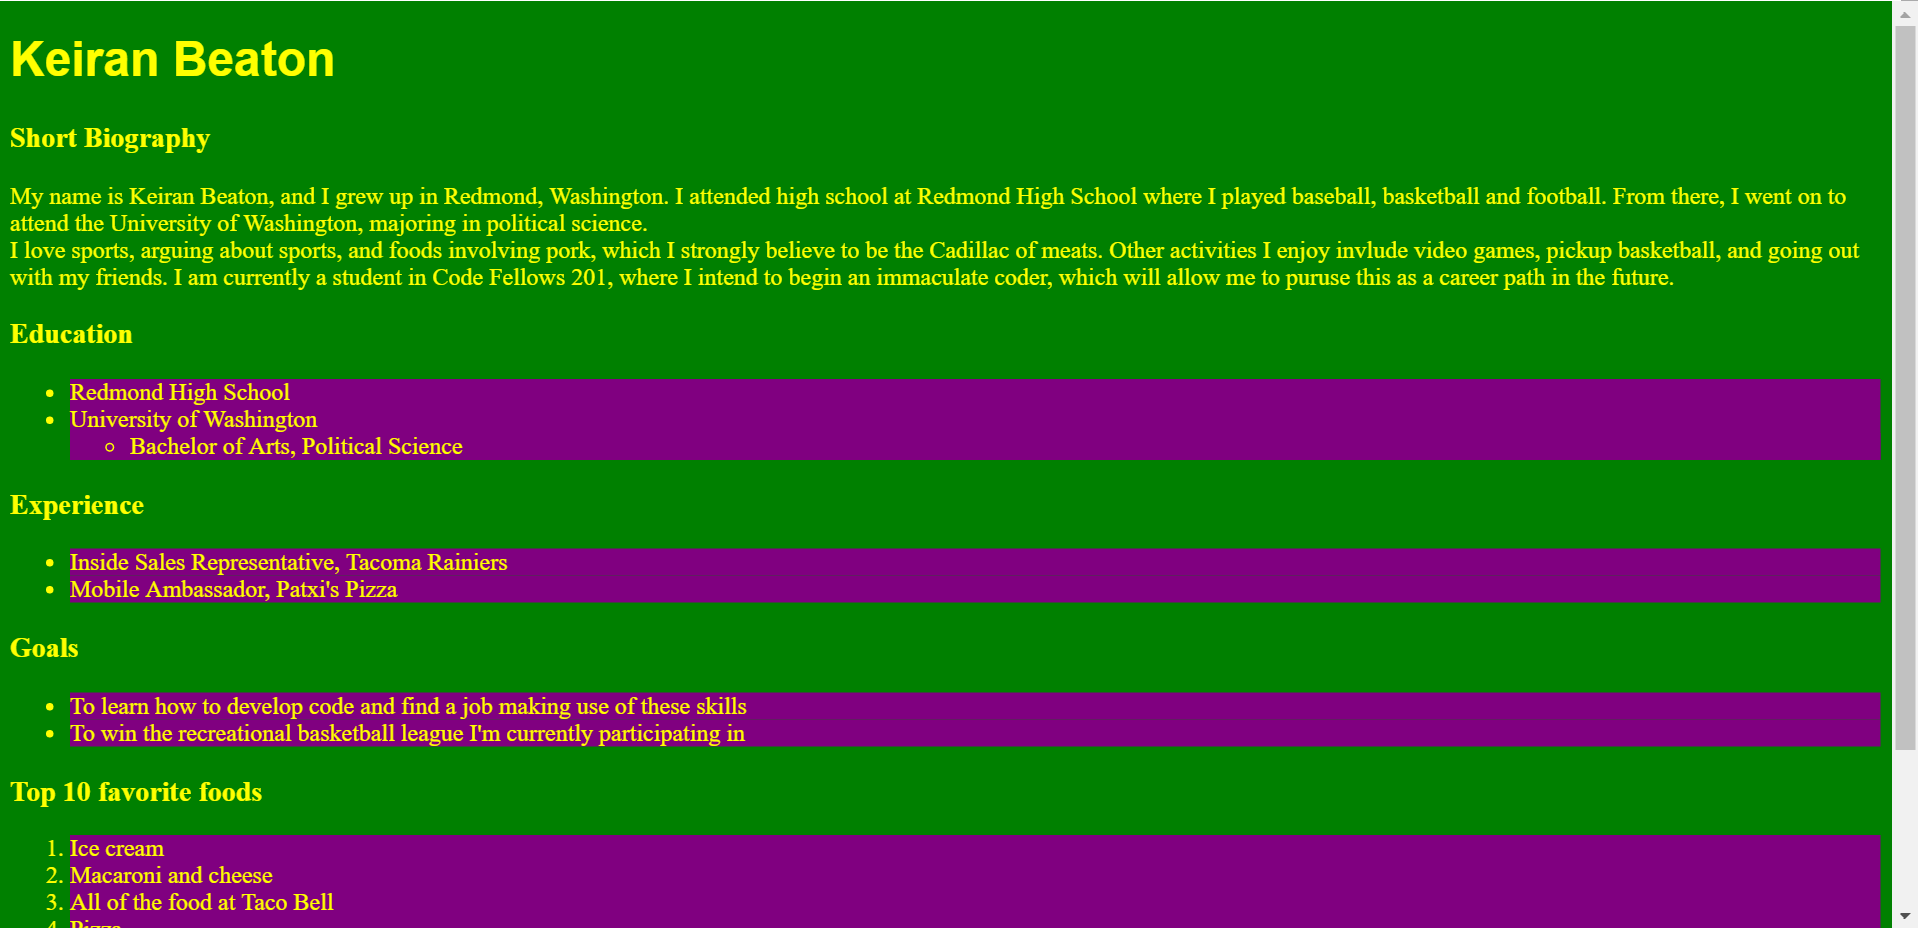 Keiran Beaton
Short Biography
My name is Keiran Beaton, and I grew up in Redmond, Washington. I attended high school at Redmond High School where I played baseball, basketball and football. From there, I went on to
attend the University of Washington, majoring in political science.
I love sports, arguing about sports, and foods involving pork, which I strongly believe to be the Cadillac of meats. Other activities I enjoy invlude video games, pickup basketball, and going out
with my friends. I am currently a student in Code Fellows 201, where I intend to begin an immaculate coder, which will allow me to puruse this as a career path in the future.
Education
• Redmond High School
• University of Washington
◦ Bachelor of Arts, Political Science
Experience
• Inside Sales Representative, Tacoma Rainiers
• Mobile Ambassador, Patxi's Pizza
Goals
• To learn how to develop code and find a job making use of these skills
• To win the recreational basketball league I'm currently participating in
Top 10 favorite foods
1. Ice cream
2. Macaroni and cheese
3. All of the food at Taco Bell
4. Pizza